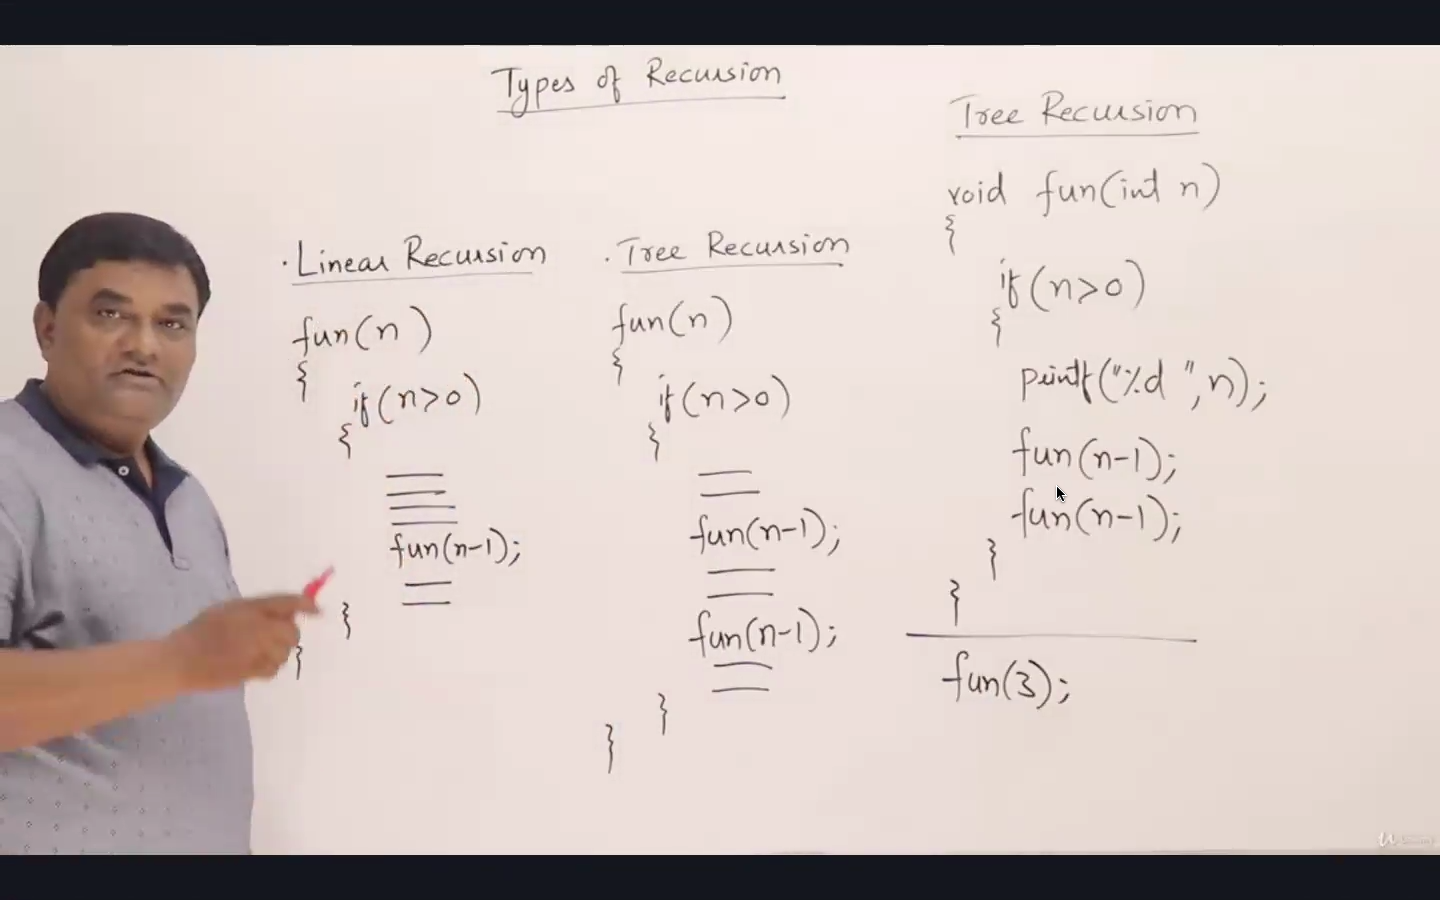 Types of Recursion
· Linear Recursion
fun(n)
{
if(n>0)
{
fun(n-1);
}
}
· Tree Recursion
fun(n)
{
if(n>0)
{
fun(n-1);
fun(n-1);
}
}
Tree Recursion
void fun(int n)
{
if(n>0)
{
printf("%d ",n);
fun(n-1);
fun(n-1);
}
}
fun(3);